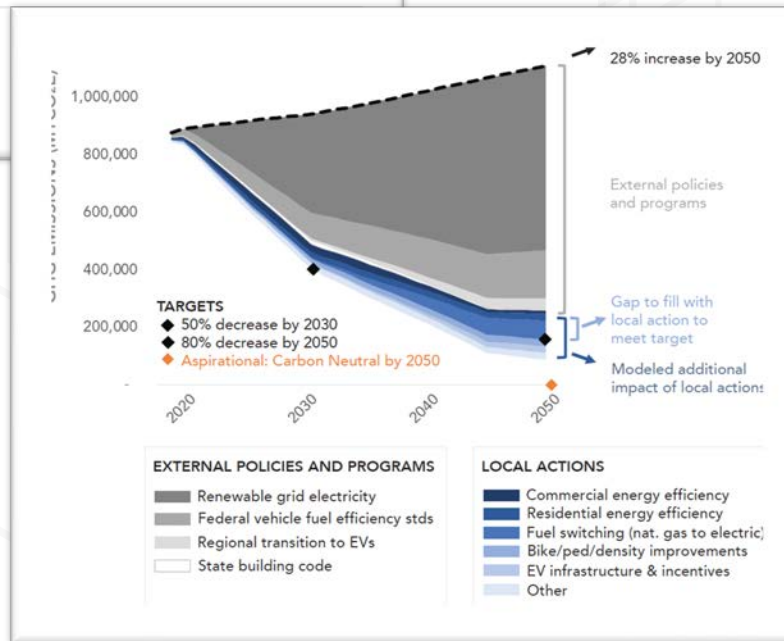 28% increase by 2050
1,000,000
800,000
600,000
400,000
200,000
-
External policies
and programs
Gap to fill with
local action to
meet target
Modeled additional
impact of local actions
TARGETS
50% decrease by 2030
80% decrease by 2050
Aspirational: Carbon Neutral by 2050
2020
2030
2040
2050
EXTERNAL POLICIES AND PROGRAMS
Renewable grid electricity
Federal vehicle fuel efficiency stds
Regional transition to EVs
State building code
LOCAL ACTIONS
Commercial energy efficiency
Residential energy efficiency
Fuel switching (nat. gas to electric)
Bike/ped/density improvements
EV infrastructure & incentives
Other